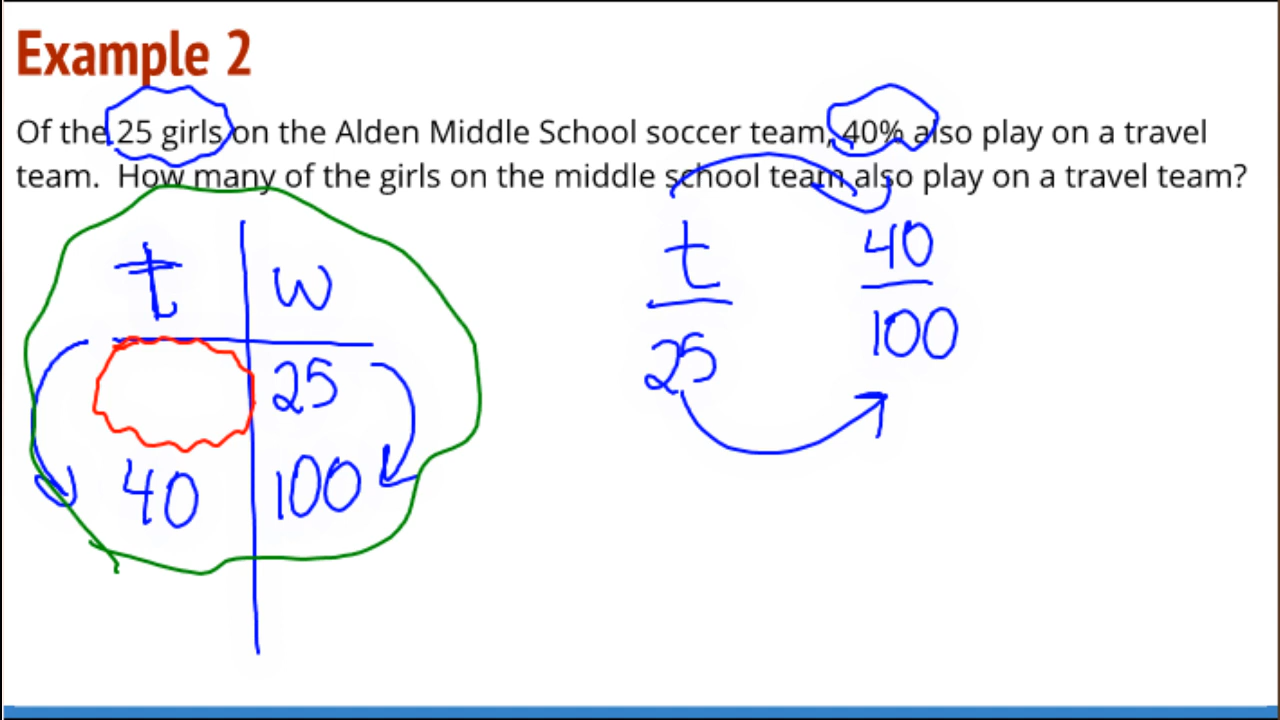 Example 2
Of the 25 girls on the Alden Middle School soccer team, 40% also play on a travel
team. How many of the girls on the middle school team also play on a travel team?
t w
25
40 100
t 40
25 100